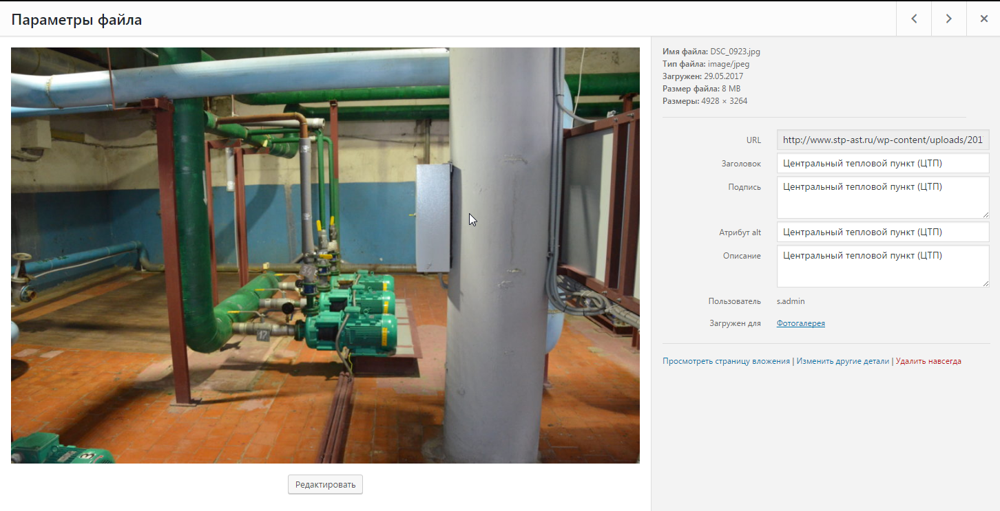 Параметры файла
Имя файла: DSC_0923.jpg
Тип файла: image/jpeg
Загружен: 29.05.2017
Размер файла: 8 MB
Размеры: 4928 × 3264
URL http://www.stp-ast.ru/wp-content/uploads/201
Заголовок Центральный тепловой пункт (ЦТП)
Подпись Центральный тепловой пункт (ЦТП)
Атрибут alt Центральный тепловой пункт (ЦТП)
Описание Центральный тепловой пункт (ЦТП)
Пользователь s.admin
Загружен для Фотогалерея
Просмотреть страницу вложения | Изменить другие детали | Удалить навсегда
12
3
Редактировать